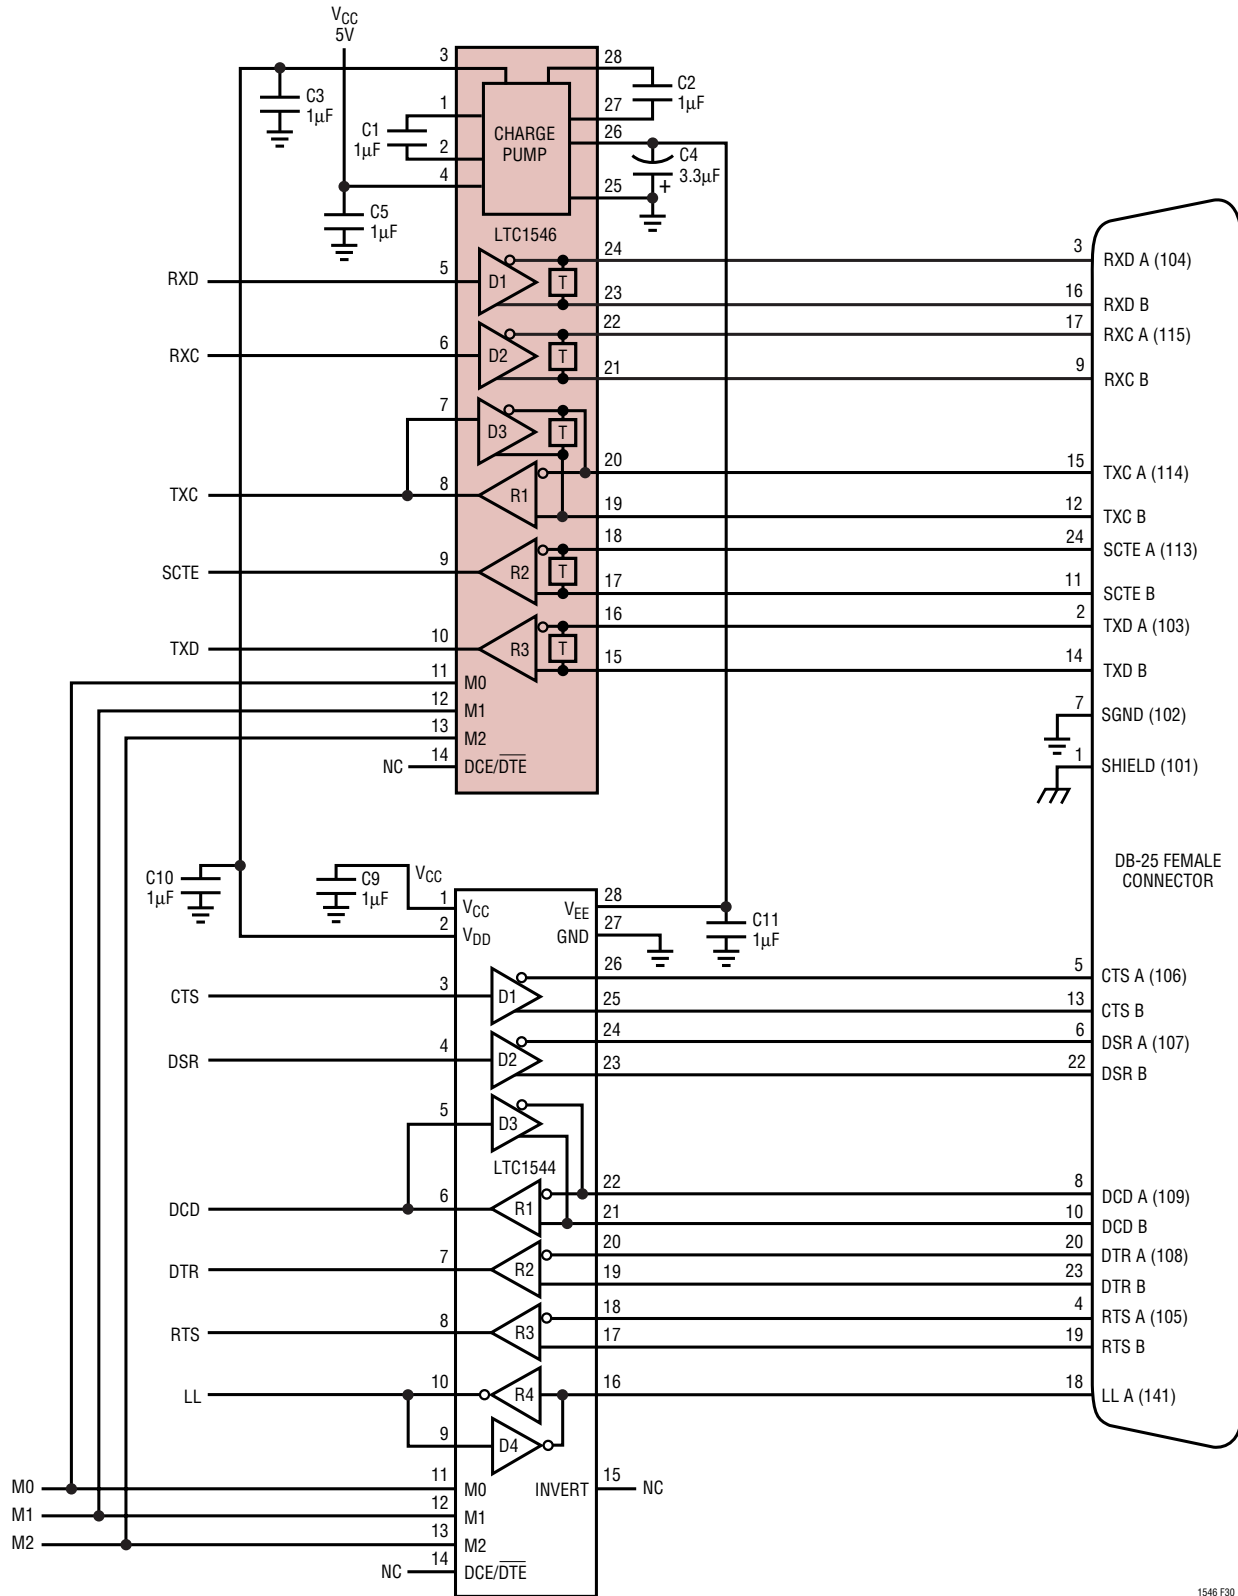 VCC
5V
3
28
C3
1µF
C2
1µF
1
27
C1
1µF
CHARGE
PUMP
26
2
C4
3.3µF
+
4
25
C5
1µF
LTC1546
RXD
5
D1
T
24
3
RXD A (104)
23
16
RXD B
RXC
6
D2
T
22
17
RXC A (115)
21
9
RXC B
7
D3
T
TXC
8
R1
20
15
TXC A (114)
19
12
TXC B
SCTE
9
R2
T
18
24
SCTE A (113)
17
11
SCTE B
TXD
10
R3
T
16
2
TXD A (103)
15
14
TXD B
11
M0
12
M1
13
M2
NC
14
DCE/DTE
7
SGND (102)
1
SHIELD (101)
DB-25 FEMALE
CONNECTOR
C10
1µF
C9
1µF
VCC
1
VCC
2
VDD
VEE
28
GND
27
C11
1µF
CTS
3
D1
26
5
CTS A (106)
25
13
CTS B
DSR
4
D2
24
6
DSR A (107)
23
22
DSR B
5
D3
LTC1544
DCD
6
R1
22
8
DCD A (109)
21
10
DCD B
DTR
7
R2
20
20
DTR A (108)
19
23
DTR B
RTS
8
R3
18
4
RTS A (105)
17
19
RTS B
LL
10
R4
16
18
LL A (141)
9
D4
M0
11
M0
INVERT
15
NC
M1
12
M1
M2
13
M2
NC
14
DCE/DTE
1546 F30